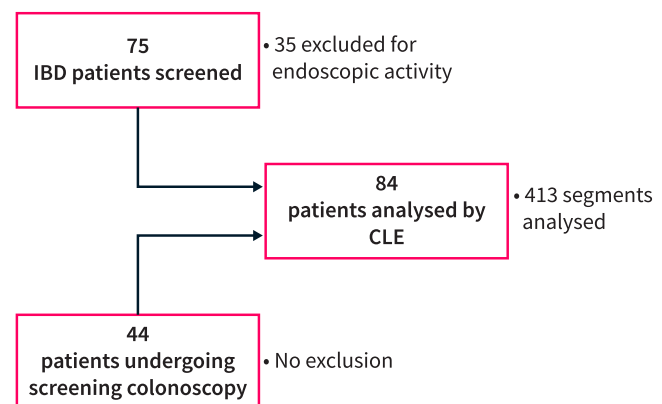 75
IBD patients screened
• 35 excluded for
endoscopic activity
84
patients analysed by
CLE
• 413 segments
analysed
44
patients undergoing
screening colonoscopy
• No exclusion